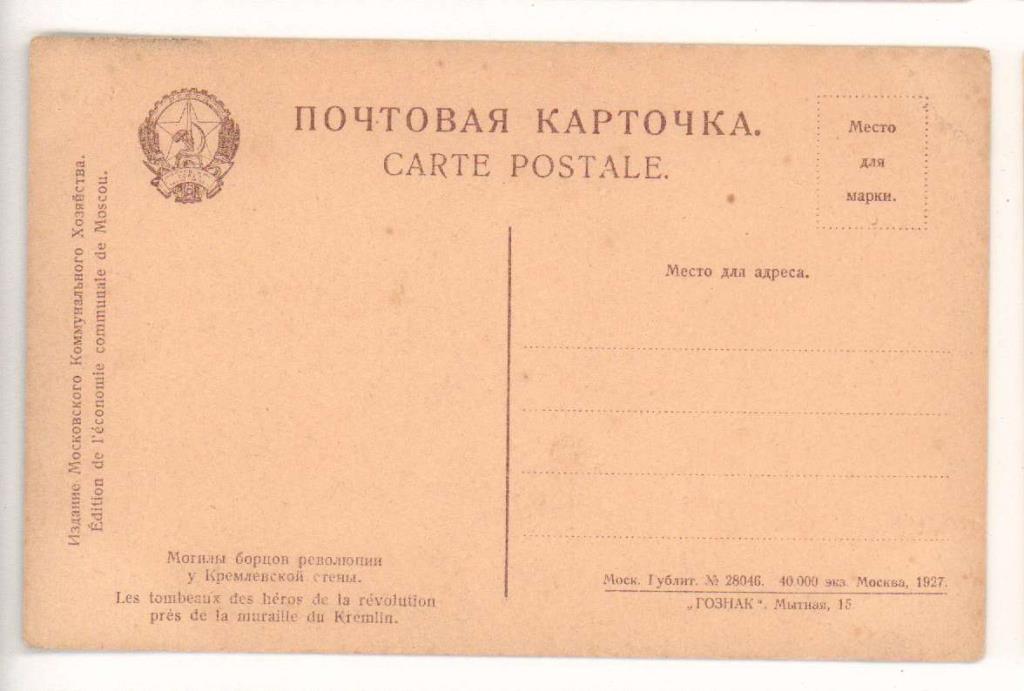 ПОЧТОВАЯ КАРТОЧКА.
CARTE POSTALE.
Место
для
марки.
Место для адреса.
Издание Московского Коммунального Хозяйства.
Édition de l'économie communale de Moscou.
Могилы борцов революции
у Кремлевской стены.
Les tombeaux des héros de la révolution
près de la muraille du Kremlin.
Моск. Гублит. № 28046. 40.000 экз. Москва, 1927.
„ГОЗНАК“. Мытная, 15